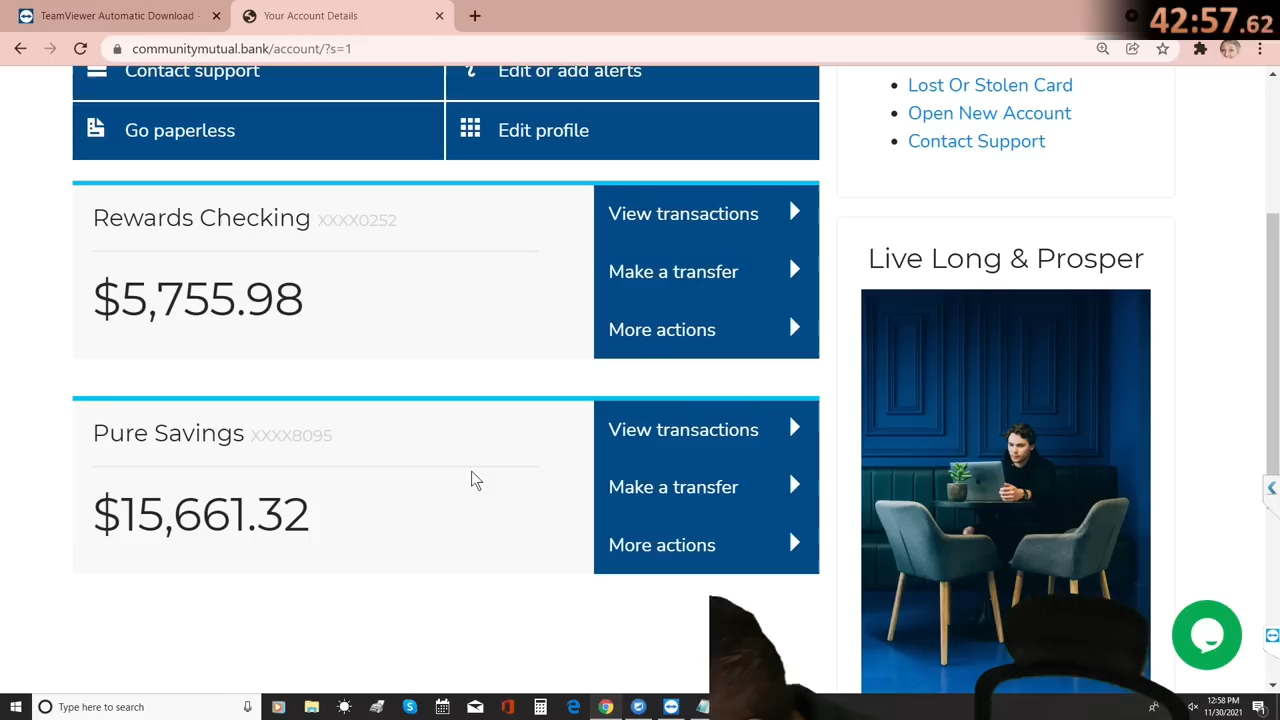 TeamViewer Automatic Download -
Your Account Details
42:57.62
communitymutual.bank/account/?s=1
Contact support
Edit or add alerts
Go paperless
Edit profile
Lost Or Stolen Card
Open New Account
Contact Support
Rewards Checking XXXX0252
$5,755.98
View transactions
Make a transfer
More actions
Pure Savings XXXX8095
$15,661.32
View transactions
Make a transfer
More actions
Live Long & Prosper
Type here to search
12:58 PM
11/30/2021